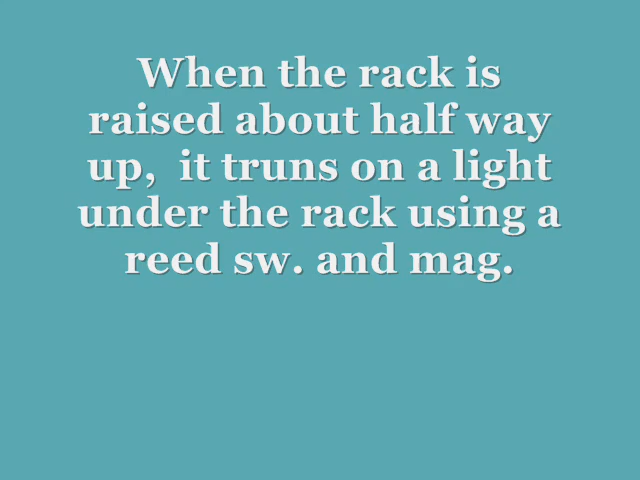 When the rack is
raised about half way
up,  it truns on a light
under the rack using a
reed sw. and mag.